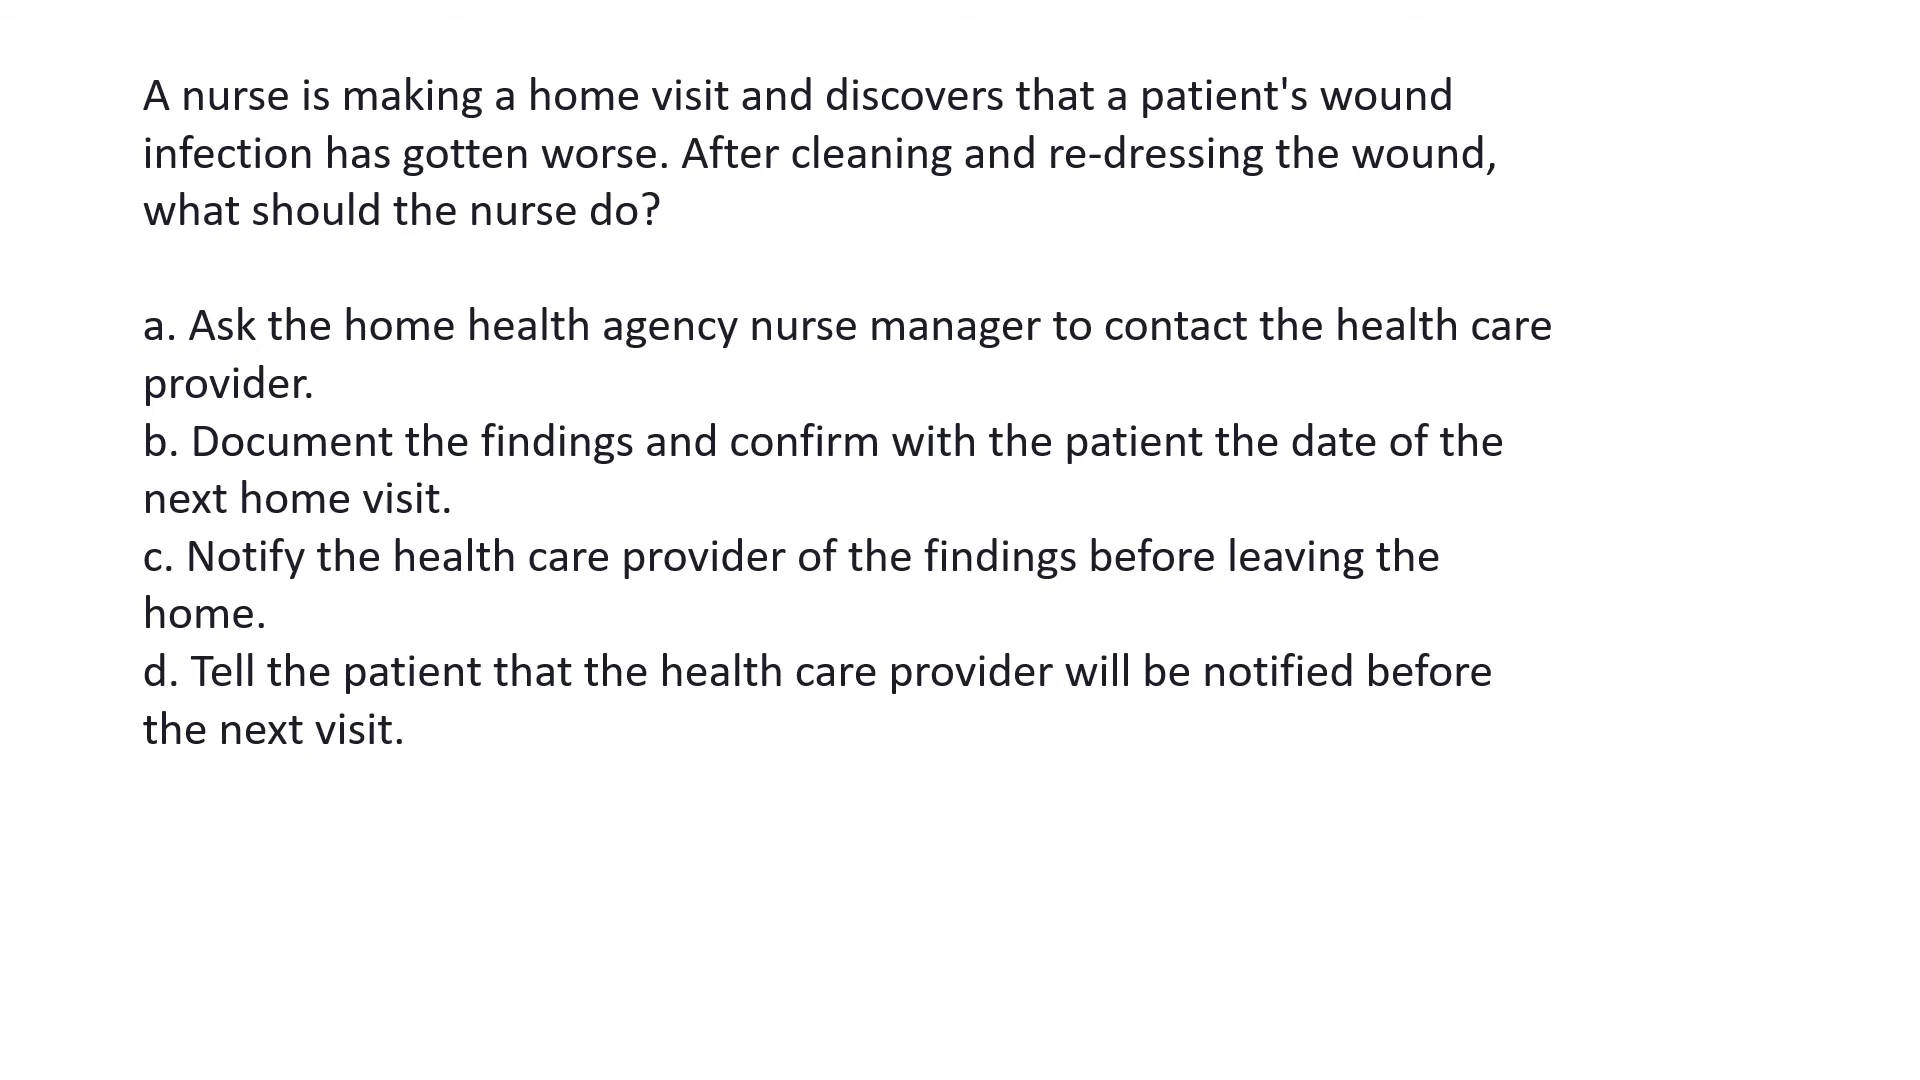 A nurse is making a home visit and discovers that a patient's wound
infection has gotten worse. After cleaning and re-dressing the wound,
what should the nurse do?
a. Ask the home health agency nurse manager to contact the health care
provider.
b. Document the findings and confirm with the patient the date of the
next home visit.
c. Notify the health care provider of the findings before leaving the
home.
d. Tell the patient that the health care provider will be notified before
the next visit.